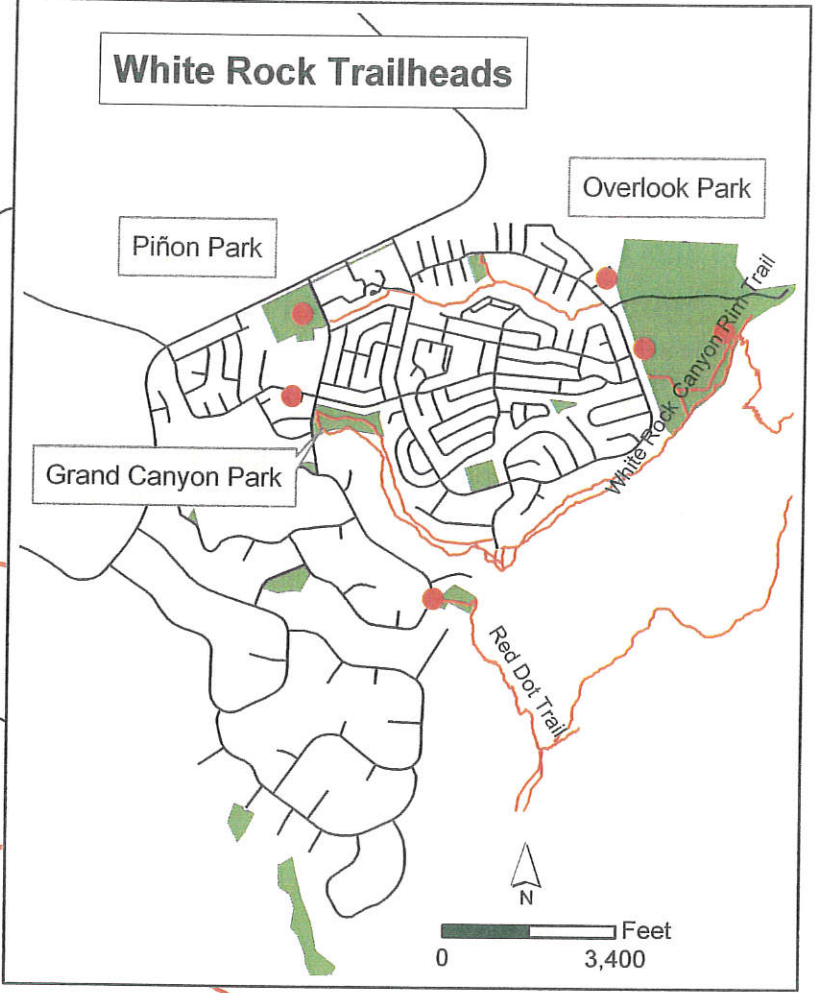 White Rock Trailheads
Overlook Park
Piñon Park
White Rock Canyon Rim Trail
Grand Canyon Park
Red Dot Trail
N
Feet
0 3,400